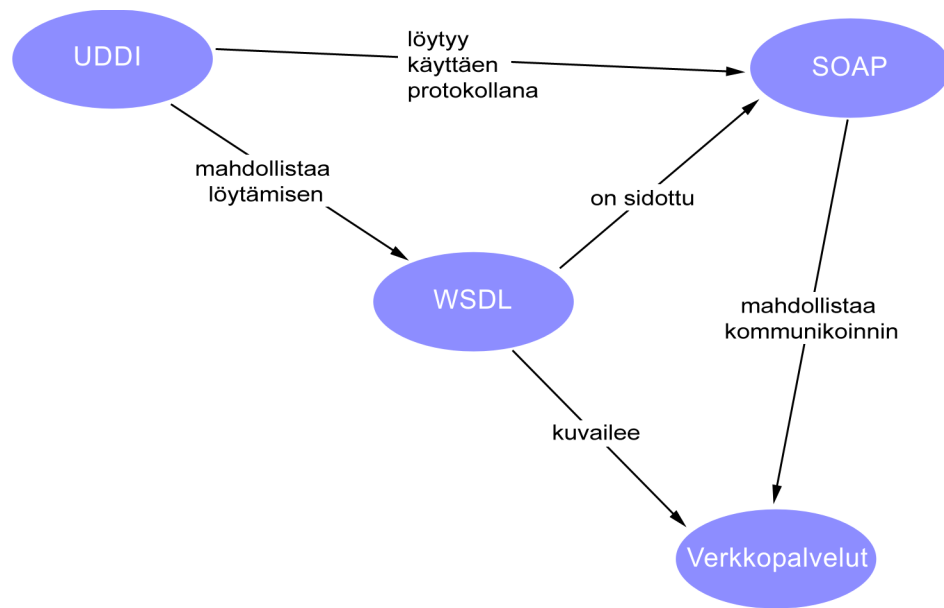 UDDI
löytyy
käyttäen
protokollana
SOAP
mahdollistaa
löytämisen
on sidottu
WSDL
mahdollistaa
kommunikoinnin
kuvailee
Verkkopalvelut